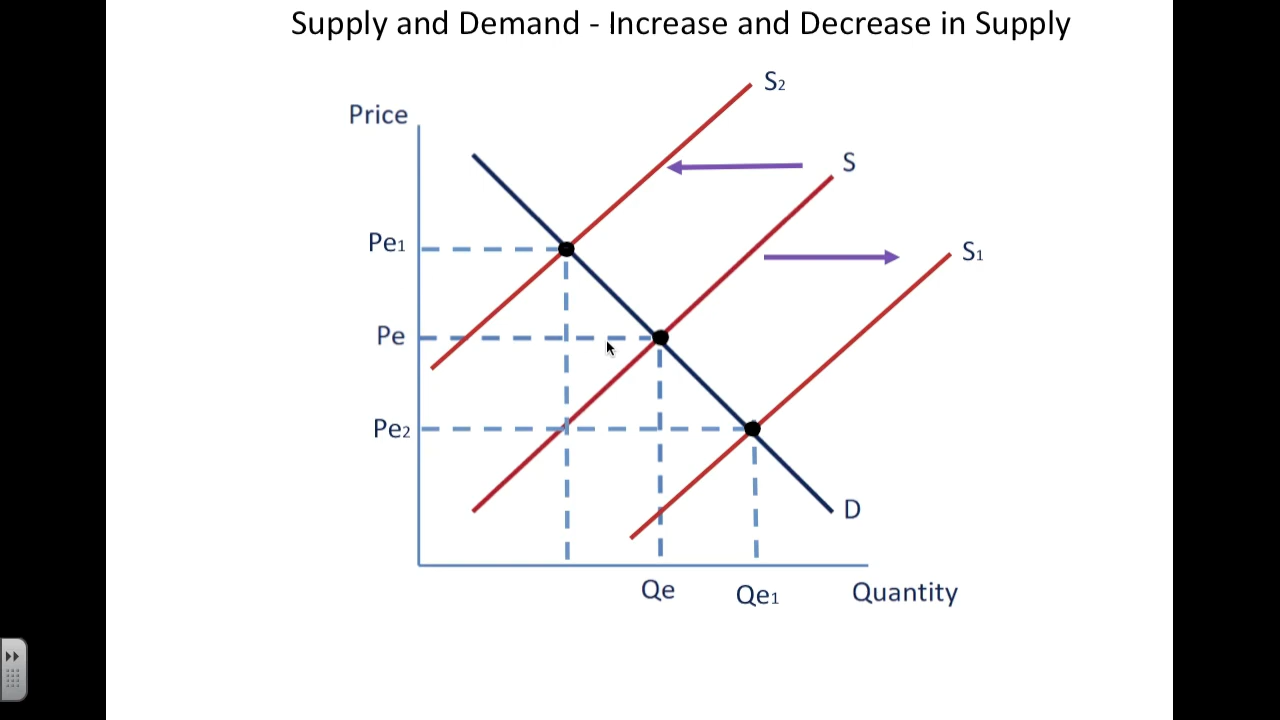 Supply and Demand - Increase and Decrease in Supply
S2
Price
S
Pe1
S1
Pe
Pe2
D
Qe
Qe1
Quantity